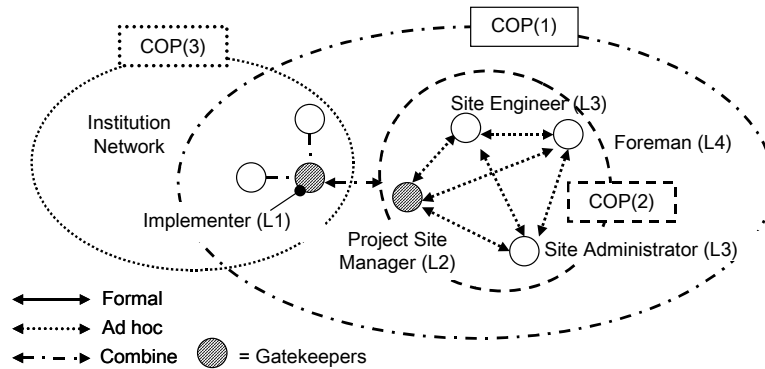 COP(1)
COP(3)
Site Engineer (L3)
Institution
Network
Foreman (L4)
COP(2)
Implementer (L1)
Project Site
Manager (L2)
Site Administrator (L3)
Formal
Ad hoc
Combine
= Gatekeepers